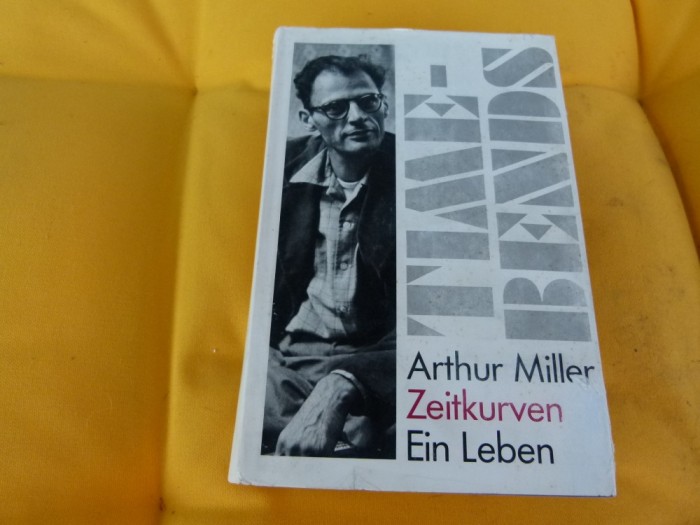 TIME-
BENDS
Arthur Miller
Zeitkurven
Ein Leben